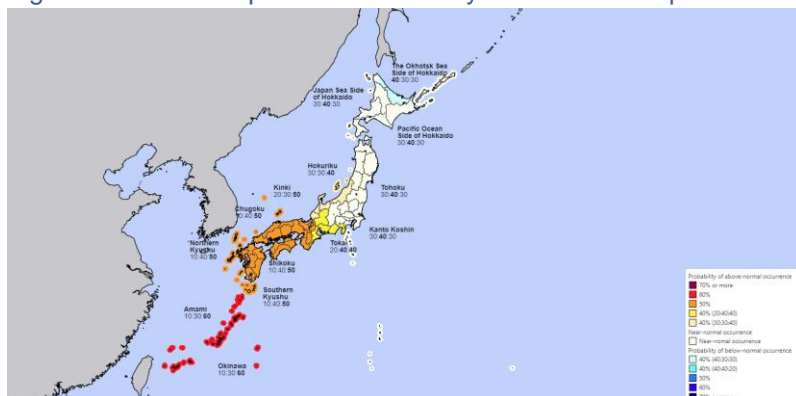 The Okhotsk Sea
Side of Hokkaido
40:30:30
Japan Sea Side
of Hokkaido
30:40:30
Pacific Ocean
Side of Hokkaido
30:40:30
Hokuriku
30:30:40
Tohoku
30:40:30
Kinki
20:30:50
Chugoku
10:40:50
Kanto Koshin
30:40:30
Tokai
20:40:40
Northern
Kyushu
10:40:50
Shikoku
10:40:50
Southern
Kyushu
10:40:50
Amami
10:30:60
Okinawa
10:30:60
Probability of above-normal occurrence
70% or more
60%
50%
40% (20:40:40)
40% (30:30:40)
Near-normal occurrence
Near-normal occurrence
Probability of below-normal occurrence
40% (40:30:30)
40% (40:40:20)
50%
60%